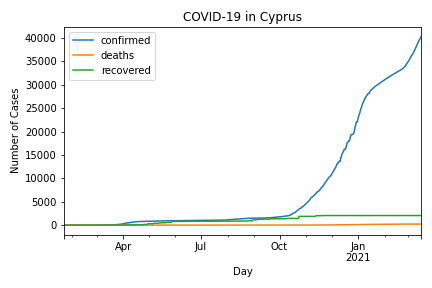 COVID-19 in Cyprus
confirmed
deaths
recovered
Number of Cases
40000
35000
30000
25000
20000
15000
10000
5000
0
Apr Jul Oct Jan
2021
Day